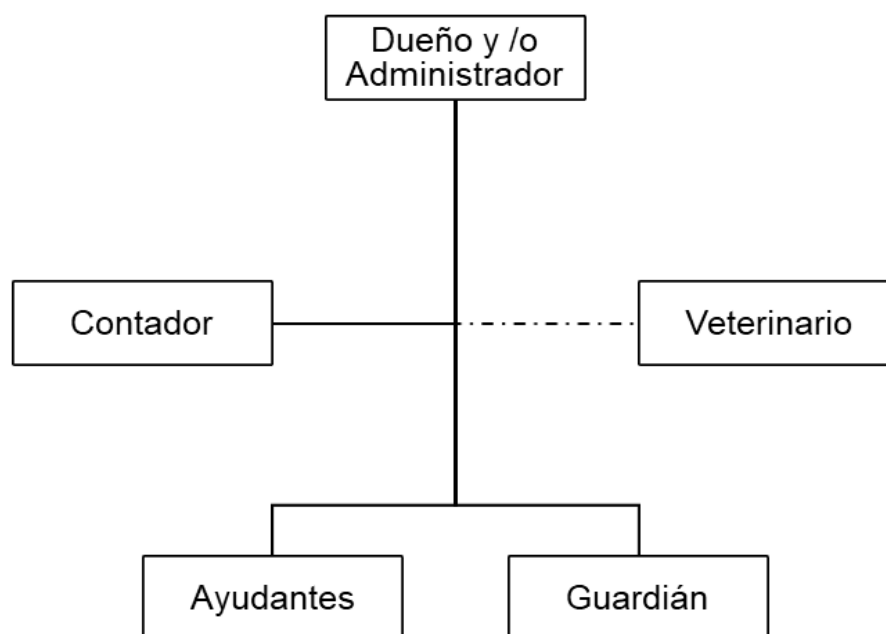 Dueño y /o
Administrador
Contador
Veterinario
Ayudantes
Guardián